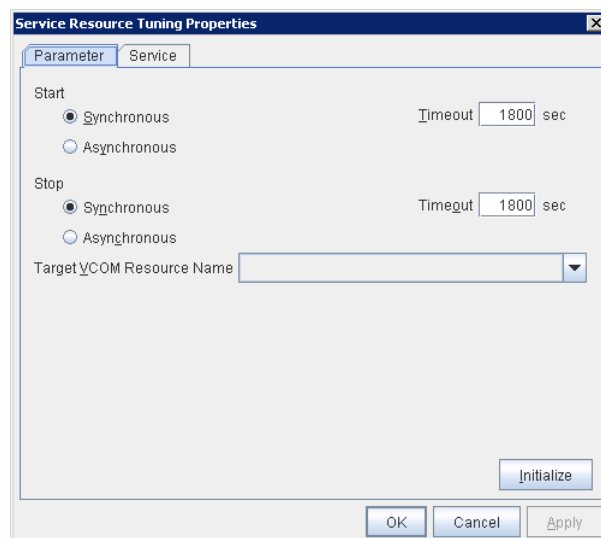 Service Resource Tuning Properties
Parameter Service
Start
Synchronous Timeout 1800 sec
Asynchronous
Stop
Synchronous Timeout 1800 sec
Asynchronous
Target VCOM Resource Name
Initialize
OK Cancel Apply